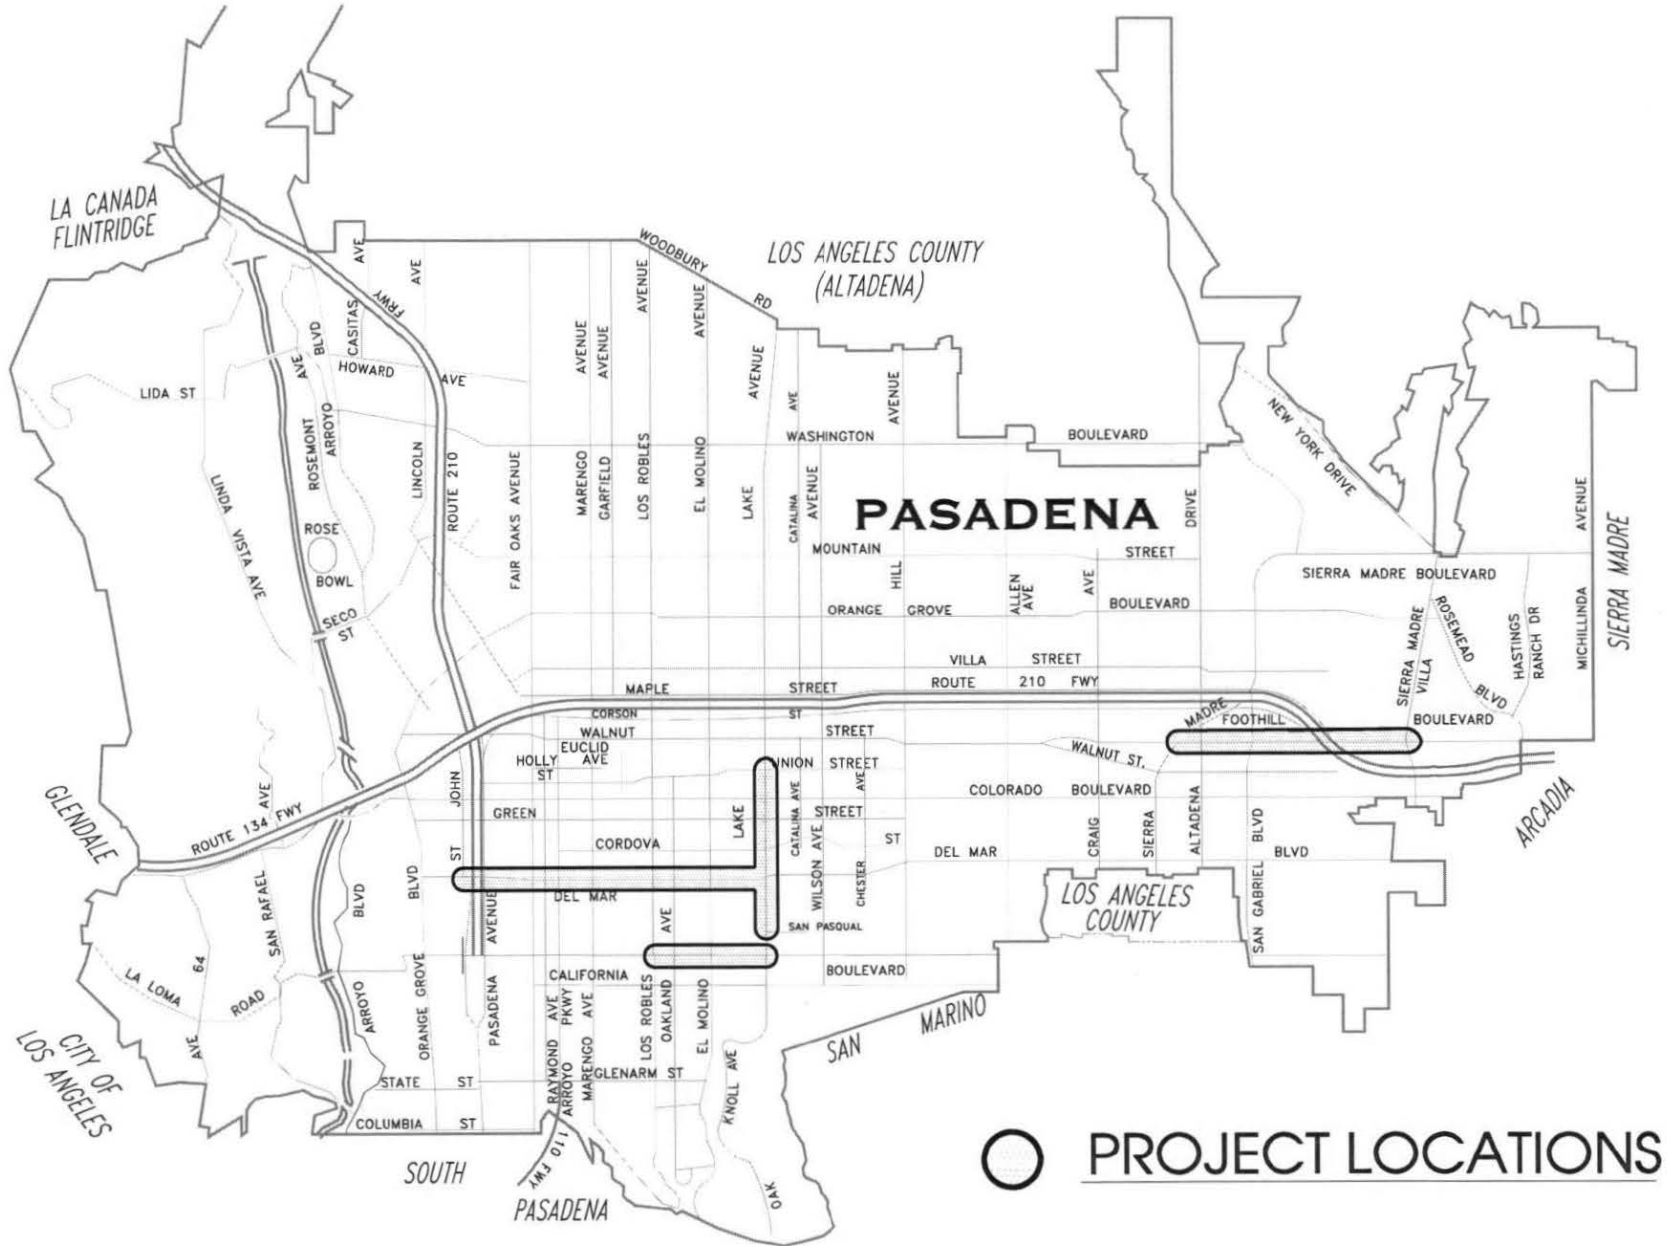 LA CANADA
FLINTRIDGE
LOS ANGELES COUNTY
(ALTADENA)
WOODBURY
RD
AVE
AVE
FRWY
CASITAS
BLVD
AVE
HOWARD
AVE
LIDA ST
ROSEMONT
ARROYO
LINCOLN
ROUTE 210
FAIR OAKS AVENUE
AVENUE
MARENGO
AVENUE
GARFIELD
AVENUE
LOS ROBLES
AVENUE
EL MOLINO
AVENUE
LAKE
AVE
CATALINA
AVENUE
AVENUE
HILL
WASHINGTON
BOULEVARD
NEW YORK DRIVE
PASADENA
DRIVE
LINDA VISTA AVE
ROSE
BOWL
SECO
ST
MOUNTAIN
STREET
SIERRA MADRE BOULEVARD
AVENUE
MICHILLINDA
SIERRA MADRE
ALLEN
AVE
AVE
ORANGE GROVE
BOULEVARD
SIERRA MADRE
VILLA
ROSEMEAD
BLVD
HASTINGS
RANCH DR
VILLA STREET
MAPLE STREET
ROUTE 210 FWY
CORSON ST
WALNUT STREET
MADRE
FOOTHILL
BOULEVARD
EUCLID
AVE
HOLLY
ST
UNION STREET
WALNUT ST.
COLORADO BOULEVARD
GLENDALE
ROUTE 134 FWY
AVE
SAN RAFAEL
JOHN
ST
GREEN
STREET
LAKE
CATALINA AVE
AVE
CHESTER
WILSON AVE
CORDOVA
ST
DEL MAR
BLVD
CRAIG
SIERRA
ALTADENA
BLVD
SAN GABRIEL
ARCADIA
DEL MAR
BLVD
BLVD
AVENUE
AVE
SAN PASQUAL
LOS ANGELES
COUNTY
CALIFORNIA
BOULEVARD
64
AVE
LA LOMA
ROAD
ARROYO
ORANGE GROVE
PASADENA
RAYMOND AVE
ARROYO PKWY
MARENGO AVE
LOS ROBLES
OAKLAND
EL MOLINO
SAN MARINO
CITY OF
LOS ANGELES
STATE ST
GLENARM ST
KNOLL AVE
OAK
COLUMBIA ST
110 FWY
SOUTH
PASADENA
PROJECT LOCATIONS